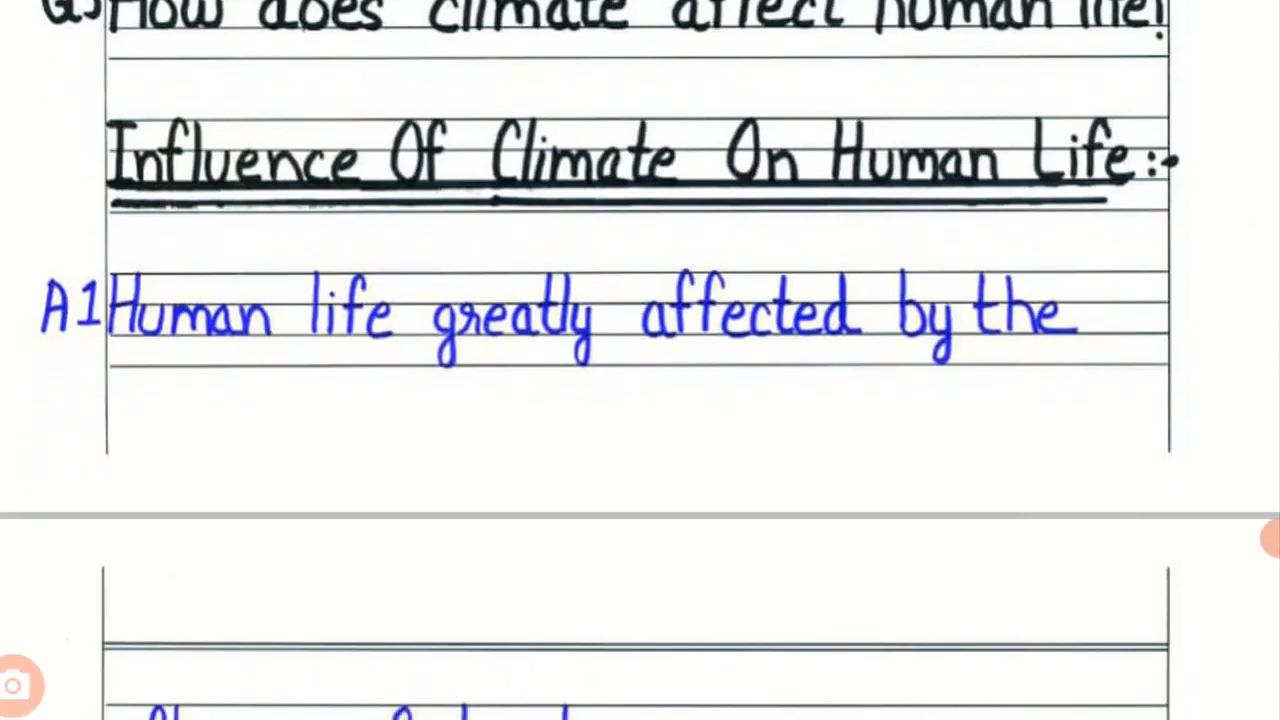 How does climate affect human life?
Influence Of Climate On Human Life:-
A1 Human life greatly affected by the